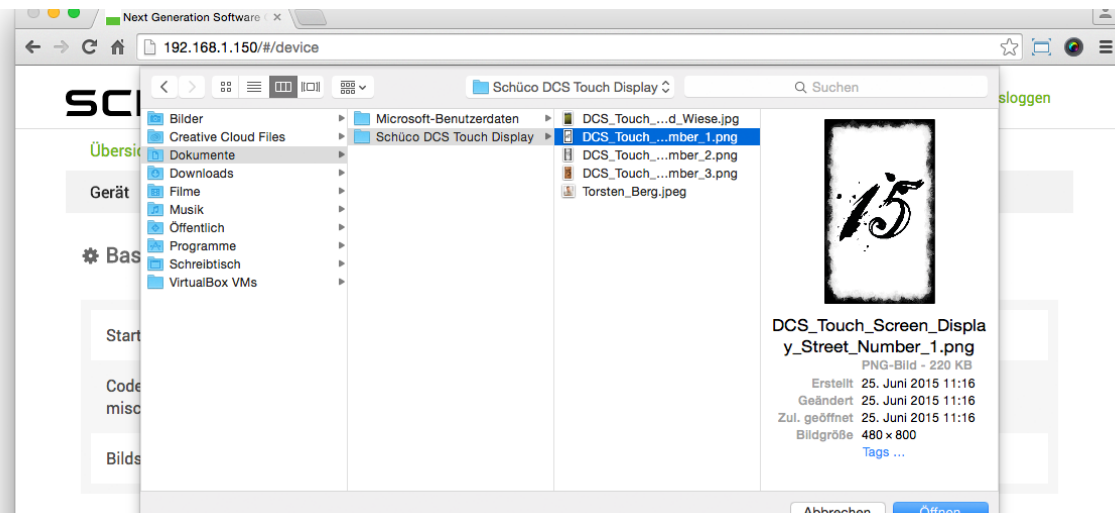 Next Generation Software
192.168.1.150/#/device
Schüco DCS Touch Display
Suchen
sloggen
Bilder
Creative Cloud Files
Dokumente
Downloads
Filme
Musik
Öffentlich
Programme
Schreibtisch
VirtualBox VMs
Microsoft-Benutzerdaten
Schüco DCS Touch Display
DCS_Touch_...d_Wiese.jpg
DCS_Touch_...mber_1.png
DCS_Touch_...mber_2.png
DCS_Touch_...mber_3.png
Torsten_Berg.jpeg
15
DCS_Touch_Screen_Displa
y_Street_Number_1.png
PNG-Bild - 220 KB
Erstellt 25. Juni 2015 11:16
Geändert 25. Juni 2015 11:16
Zul. geöffnet 25. Juni 2015 11:16
Bildgröße 480 × 800
Tags ...
SC
Übersi
Gerät
Bas
Start
Code
misc
Bilds
Abbrechen
Öffnen